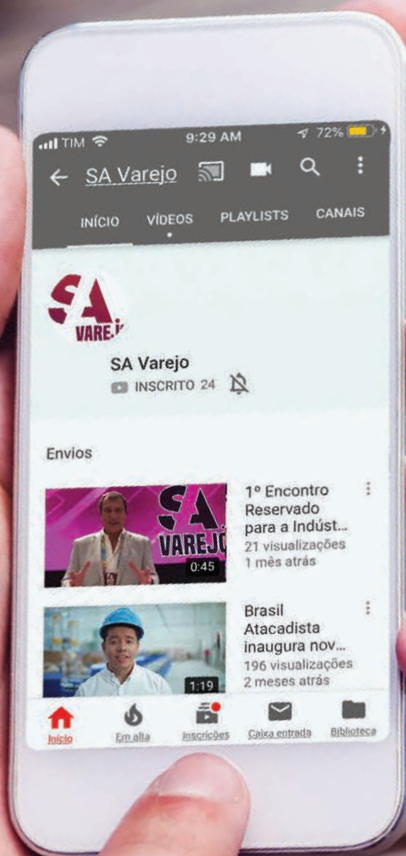 TIM 9:29 AM 72%
SA Varejo
INÍCIO VÍDEOS PLAYLISTS CANAIS
SA
VAREJ
SA Varejo
INSCRITO 24
Envios
SA
VAREJO
0:45
1º Encontro
Reservado
para a Indúst...
21 visualizações
1 mês atrás
1:19
Brasil
Atacadista
inaugura nov...
196 visualizações
2 meses atrás
Início Em alta Inscrições Caixa entrada Biblioteca